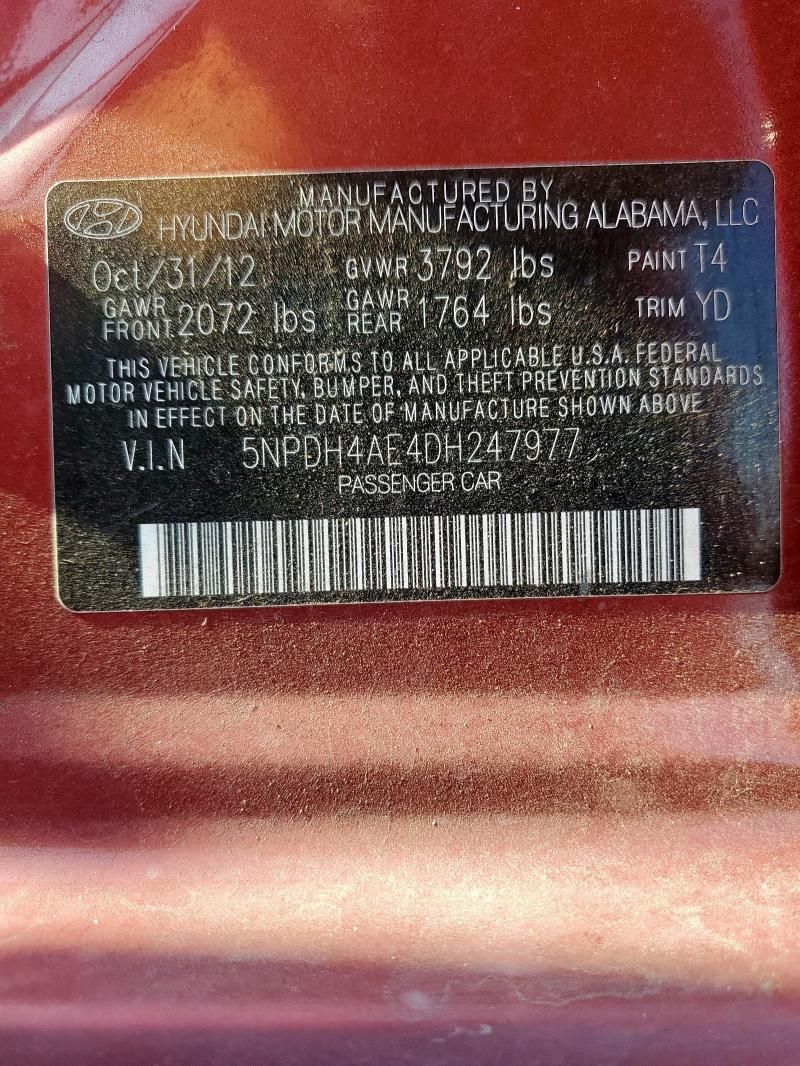 MANUFACTURED BY
HYUNDAI MOTOR MANUFACTURING ALABAMA, LLC
Oct/31/12 GVWR 3792 lbs PAINT T4
GAWR FRONT 2072 lbs GAWR REAR 1764 lbs TRIM YD
THIS VEHICLE CONFORMS TO ALL APPLICABLE U.S.A. FEDERAL
MOTOR VEHICLE SAFETY, BUMPER, AND THEFT PREVENTION STANDARDS
IN EFFECT ON THE DATE OF MANUFACTURE SHOWN ABOVE
V.I.N 5NPDH4AE4DH247977
PASSENGER CAR